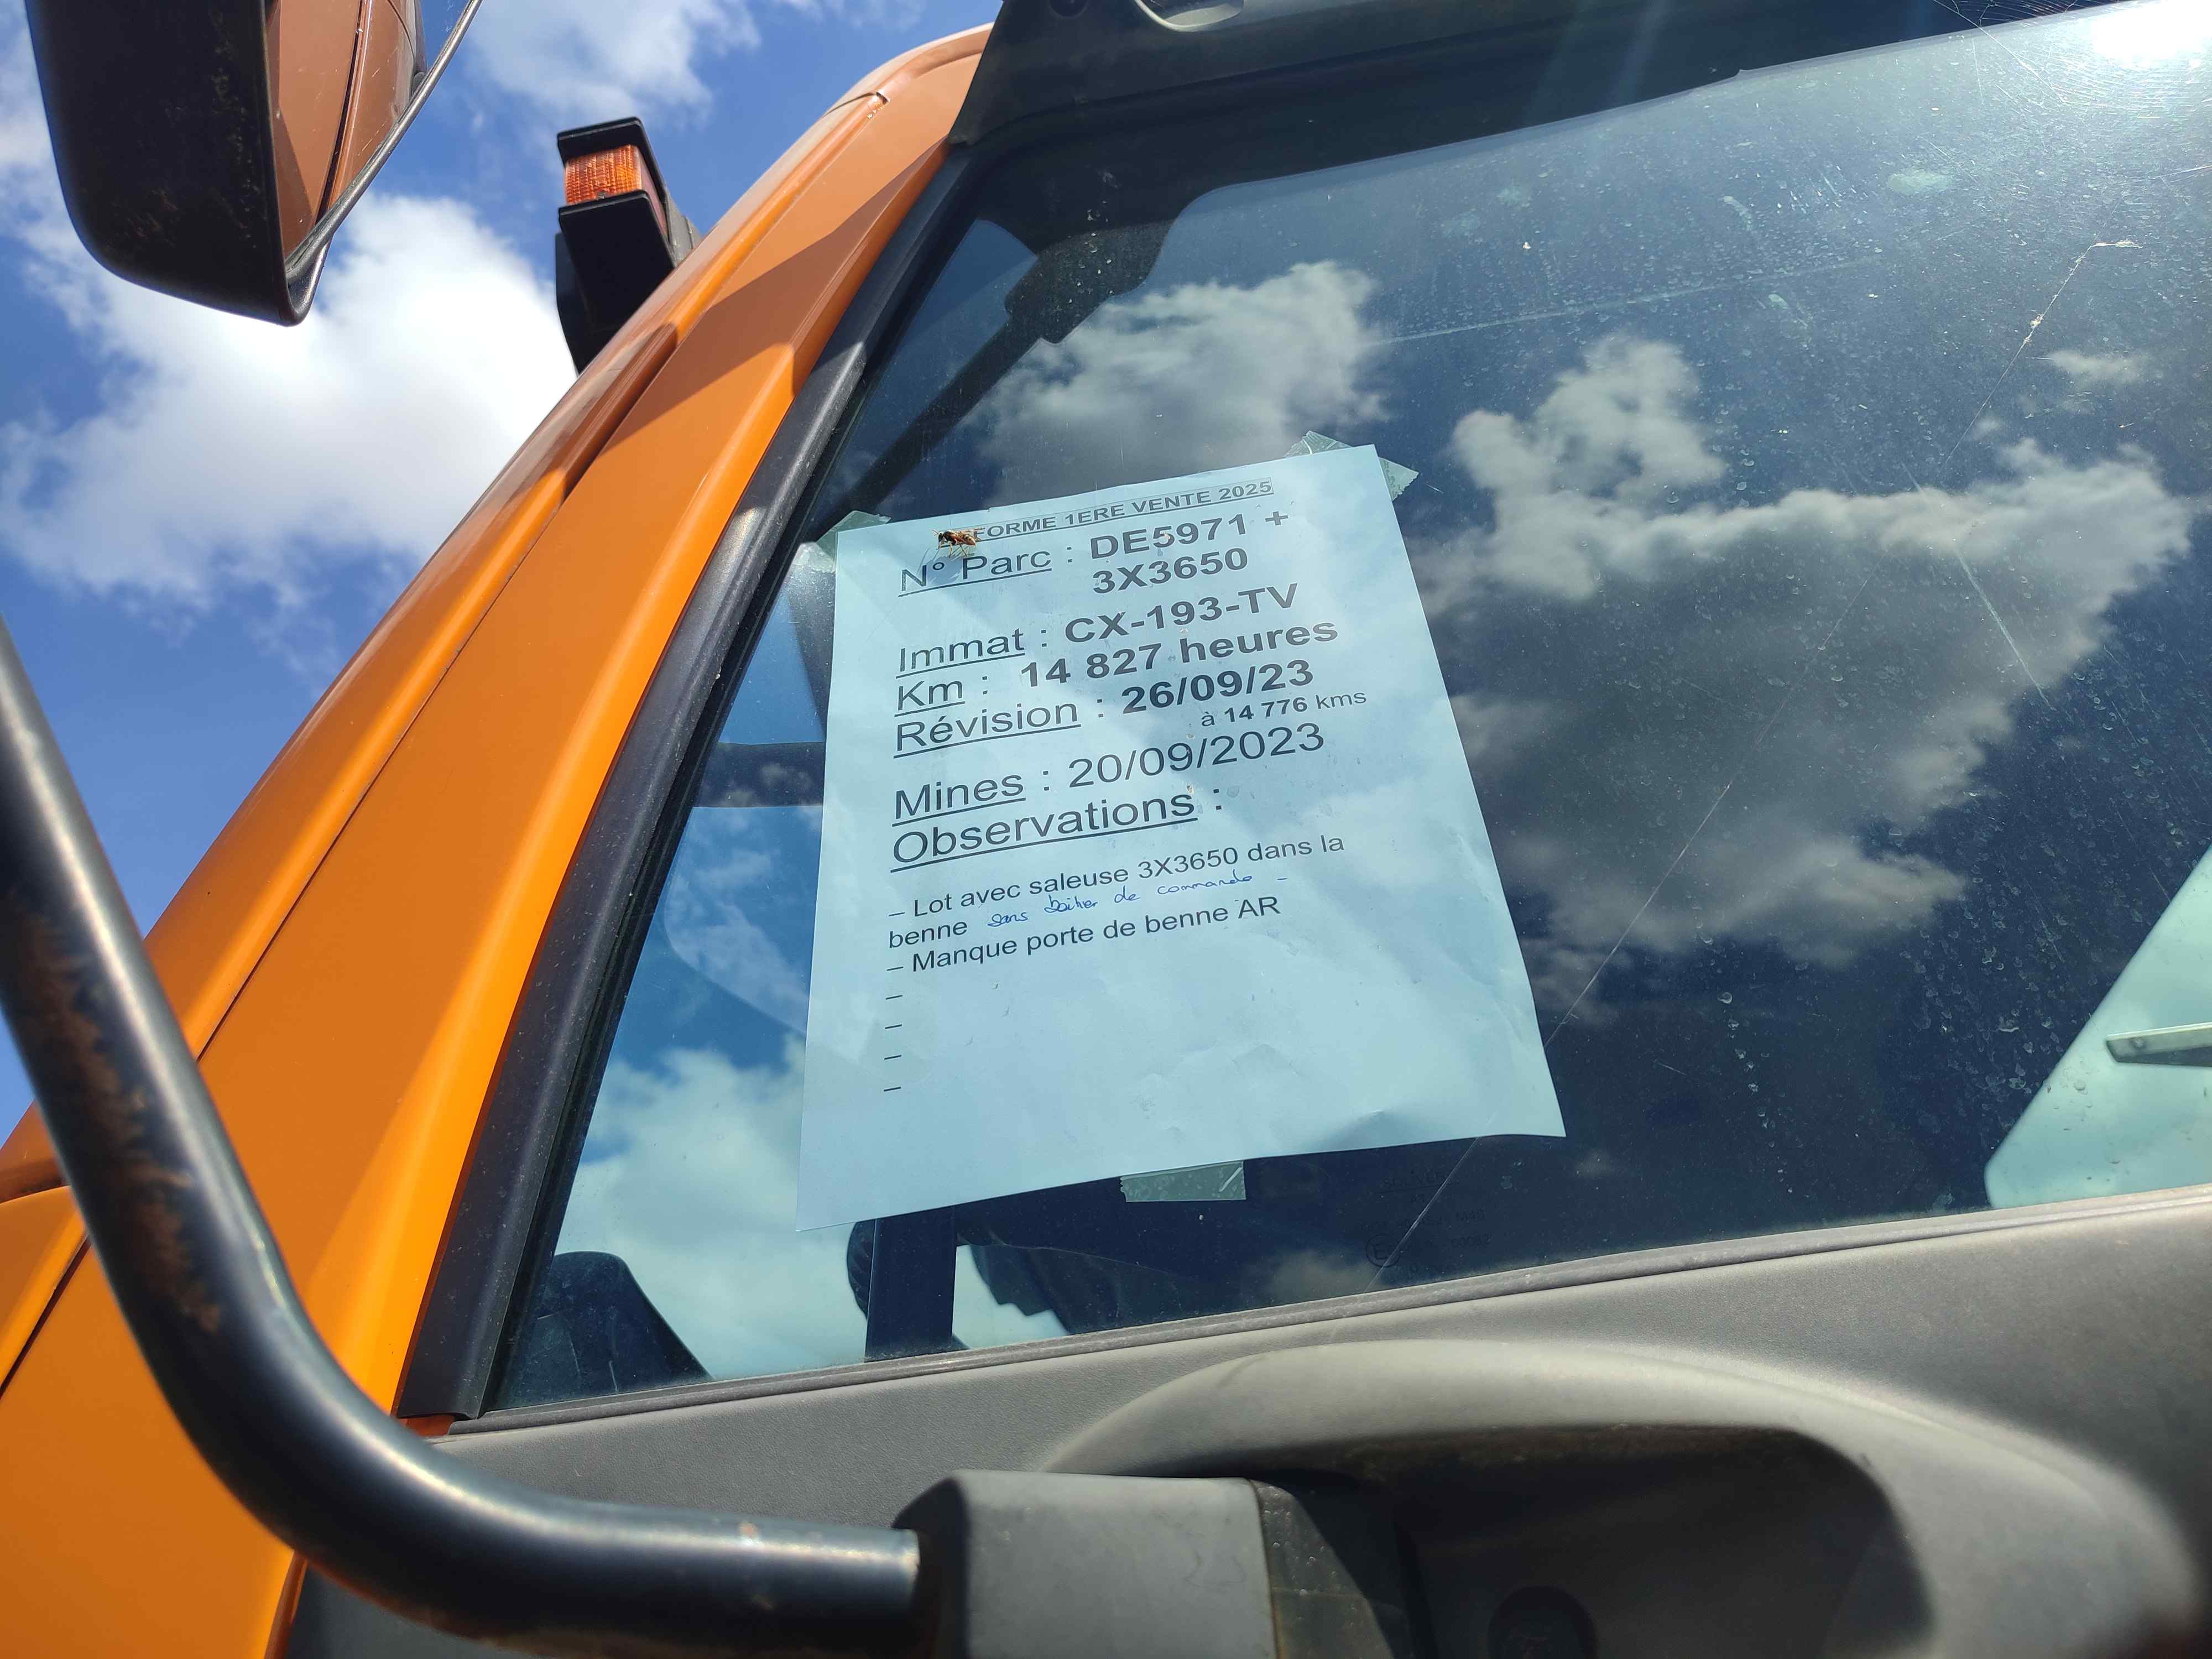 FORME 1ERE VENTE 2025
N° Parc : DE5971 +
3X3650
Immat : CX-193-TV
Km : 14 827 heures
Révision : 26/09/23
à 14 776 kms
Mines : 20/09/2023
Observations :
– Lot avec saleuse 3X3650 dans la
benne sans boitier de commande –
– Manque porte de benne AR
–
–
–
–